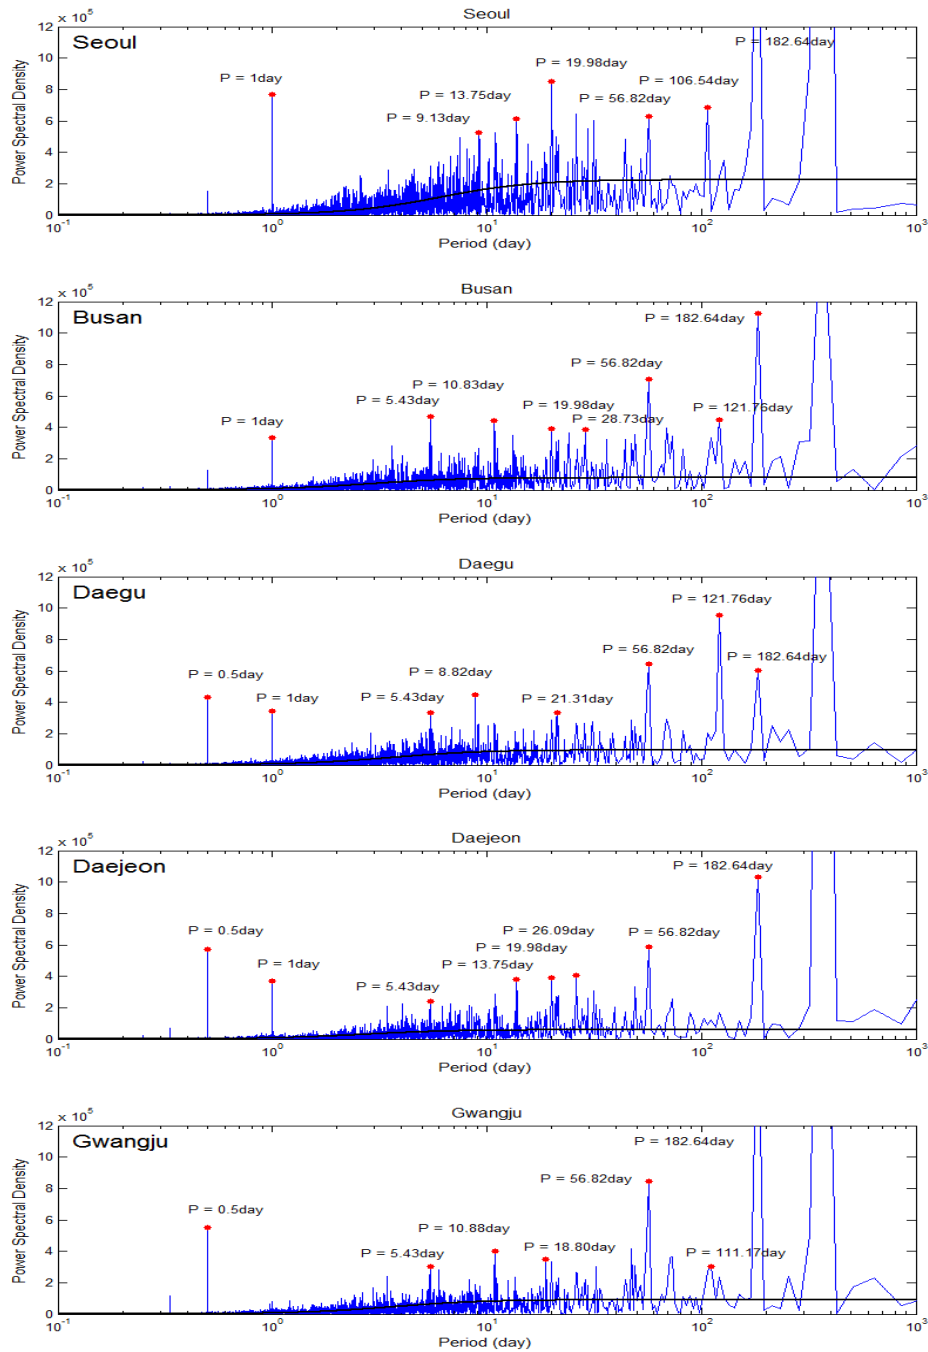 Seoul
× 10^5
Seoul
P = 182.64day
P = 19.98day
P = 1day
P = 106.54day
P = 13.75day
P = 56.82day
P = 9.13day
Power Spectral Density
12
10
8
6
4
2
0
10^-1
10^0
10^1
10^2
10^3
Period (day)
Busan
× 10^5
Busan
P = 182.64day
P = 56.82day
P = 10.83day
P = 5.43day
P = 19.98day
P = 121.76day
P = 1day
P = 28.73day
Power Spectral Density
12
10
8
6
4
2
0
10^-1
10^0
10^1
10^2
10^3
Period (day)
Daegu
× 10^5
Daegu
P = 121.76day
P = 56.82day
P = 182.64day
P = 0.5day
P = 8.82day
P = 1day
P = 5.43day
P = 21.31day
Power Spectral Density
12
10
8
6
4
2
0
10^-1
10^0
10^1
10^2
10^3
Period (day)
Daejeon
× 10^5
Daejeon
P = 182.64day
P = 0.5day
P = 26.09day
P = 56.82day
P = 19.98day
P = 1day
P = 13.75day
P = 5.43day
Power Spectral Density
12
10
8
6
4
2
0
10^-1
10^0
10^1
10^2
10^3
Period (day)
Gwangju
× 10^5
Gwangju
P = 182.64day
P = 56.82day
P = 0.5day
P = 10.88day
P = 5.43day
P = 18.80day
P = 111.17day
Power Spectral Density
12
10
8
6
4
2
0
10^-1
10^0
10^1
10^2
10^3
Period (day)